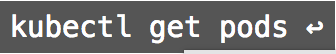 kubectl get pods ↩